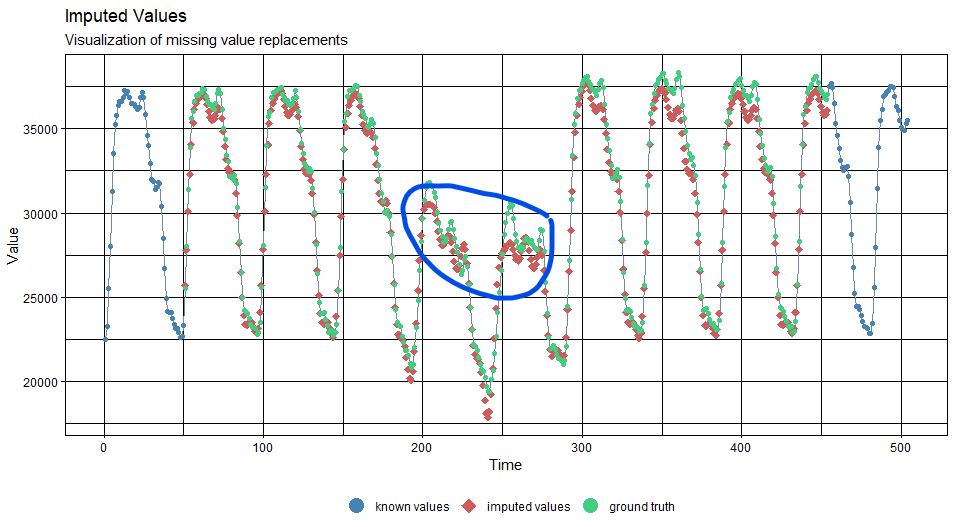 Imputed Values
Visualization of missing value replacements
35000
30000
25000
20000
Value
0 100 200 300 400 500
Time
known values imputed values ground truth